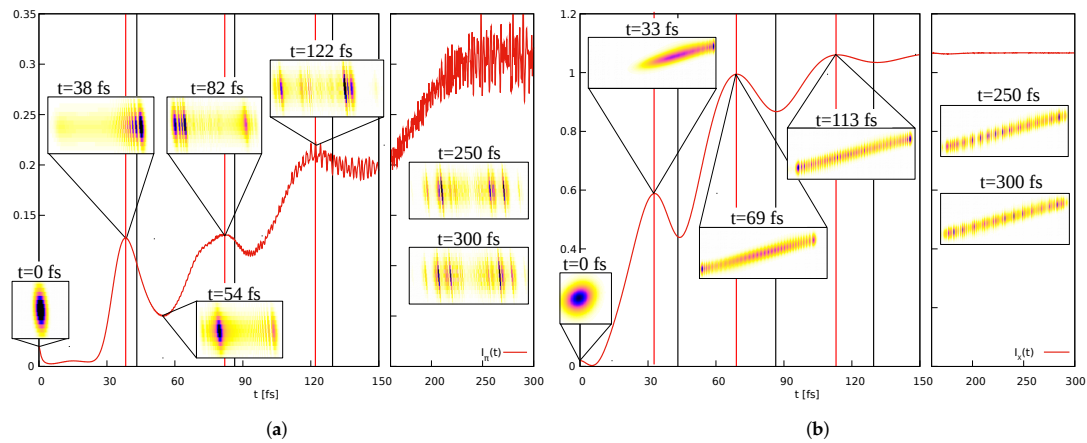 0.35
0.3
0.25
0.2
0.15
0.1
0.05
0
t=0 fs
t=38 fs
t=82 fs
t=122 fs
t=54 fs
t=250 fs
t=300 fs
I_π(t)
0 30 60 90 120 150 200 250 300
t [fs]
(a)
1.2
1
0.8
0.6
0.4
0.2
0
t=33 fs
t=0 fs
t=69 fs
t=113 fs
t=250 fs
t=300 fs
I_x(t)
0 30 60 90 120 150 200 250 300
t [fs]
(b)